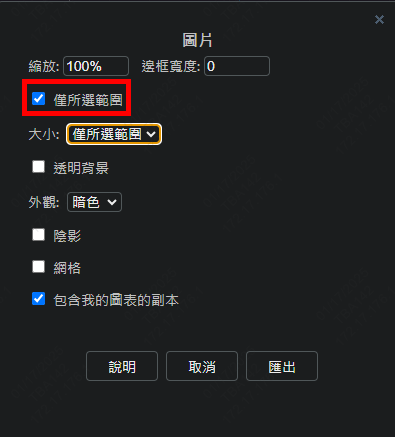 圖片
縮放: 100% 邊框寬度: 0
僅所選範圍
大小: 僅所選範圍
透明背景
外觀: 暗色
陰影
網格
包含我的圖表的副本
說明 取消 匯出